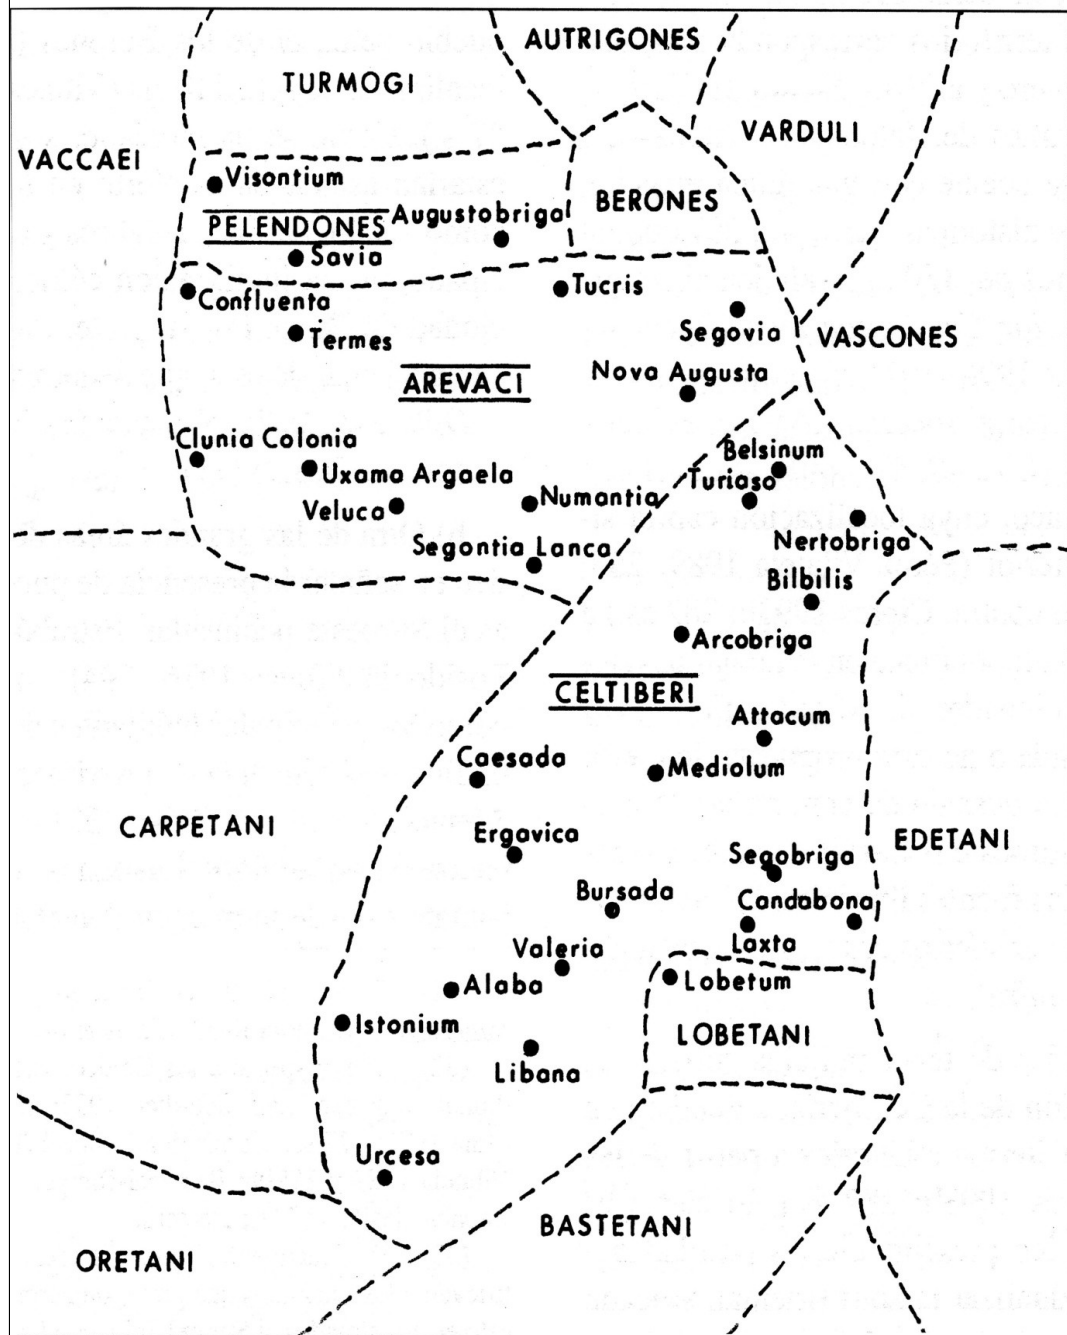 AUTRIGONES
TURMOGI
VARDULI
VACCAEI
Visontium
BERONES
PELENDONES
Augustobriga
Savia
Confluenta
Tucris
Termes
Segovia
VASCONES
AREVACI
Nova Augusta
Clunia Colonia
Belsinum
Uxama Argaela
Turiaso
Veluca
Numantia
Segontia Lanca
Nertobriga
Bilbilis
Arcobriga
CELTIBERI
Attacum
Caesada
Mediolum
CARPETANI
Ergavica
EDETANI
Segobriga
Bursada
Candabona
Laxta
Valeria
Alaba
Lobetum
Istonium
LOBETANI
Libana
Urcesa
BASTETANI
ORETANI